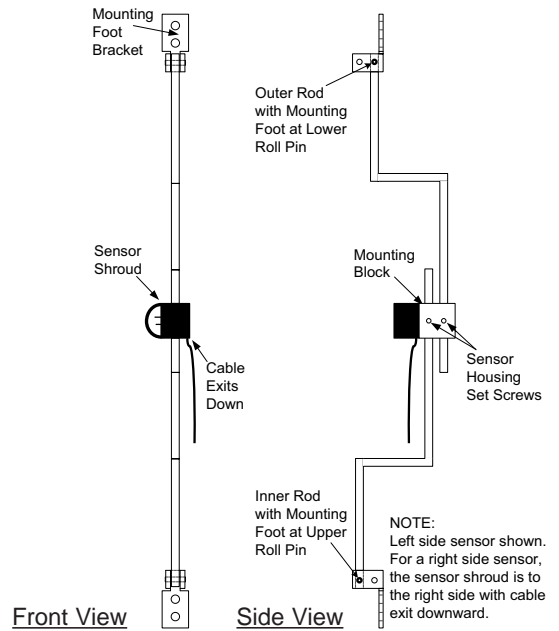 Mounting
Foot
Bracket
Outer Rod
with Mounting
Foot at Lower
Roll Pin
Sensor
Shroud
Mounting
Block
Cable
Exits
Down
Sensor
Housing
Set Screws
Inner Rod
with Mounting
Foot at Upper
Roll Pin
NOTE:
Left side sensor shown.
For a right side sensor,
the sensor shroud is to
the right side with cable
exit downward.
Front View
Side View